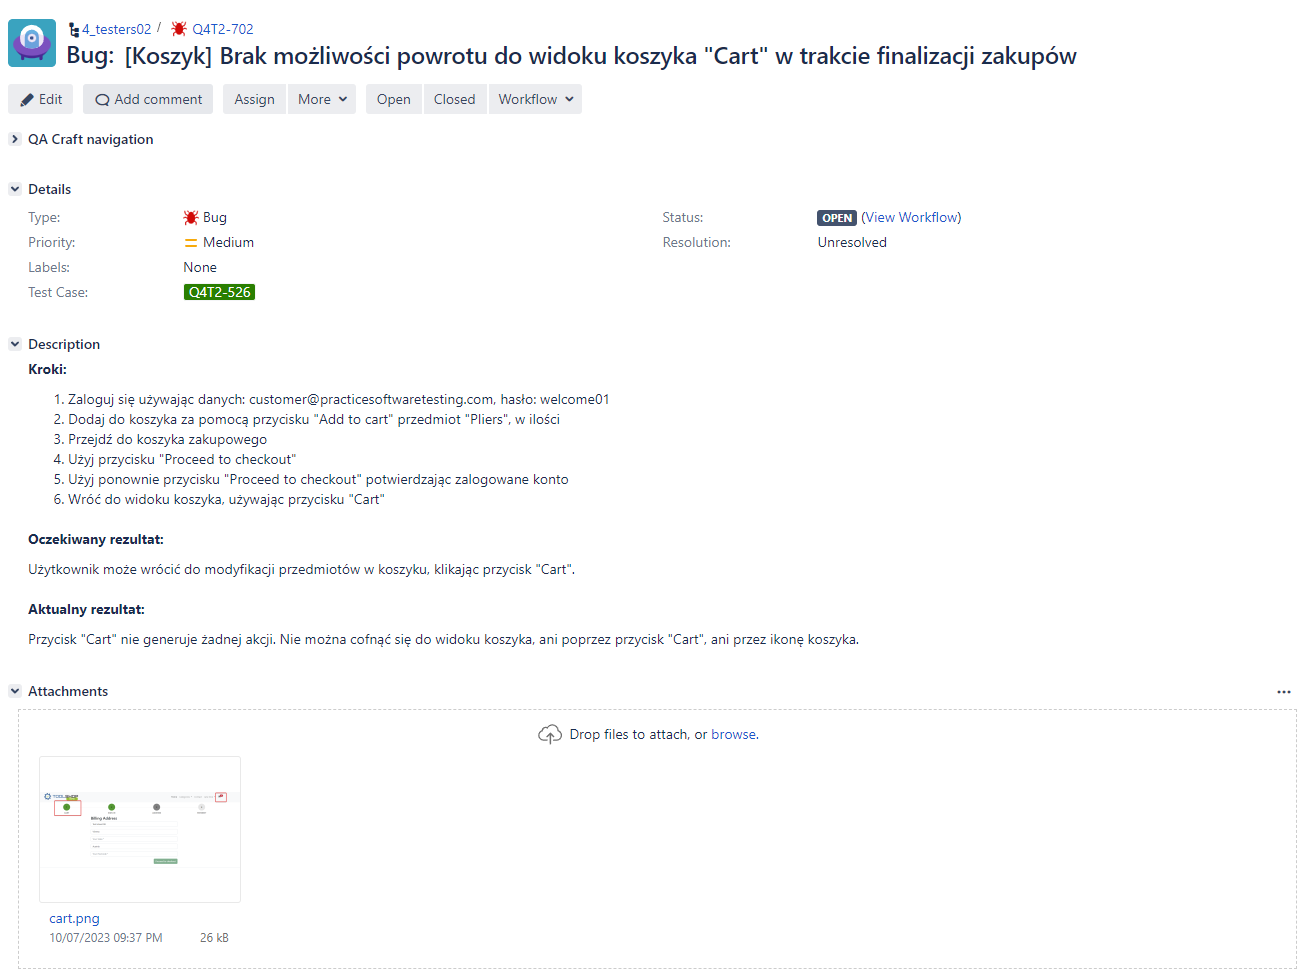 4_testers02 / Q4T2-702
Bug: [Koszyk] Brak możliwości powrotu do widoku koszyka "Cart" w trakcie finalizacji zakupów
Edit Add comment Assign More Open Closed Workflow
QA Craft navigation
Details
Type: Bug Status: OPEN (View Workflow)
Priority: Medium Resolution: Unresolved
Labels: None
Test Case: Q4T2-526
Description
Kroki:
1. Zaloguj się używając danych: customer@practicesoftwaretesting.com, hasło: welcome01
2. Dodaj do koszyka za pomocą przycisku "Add to cart" przedmiot "Pliers", w ilości
3. Przejdź do koszyka zakupowego
4. Użyj przycisku "Proceed to checkout"
5. Użyj ponownie przycisku "Proceed to checkout" potwierdzając zalogowane konto
6. Wróć do widoku koszyka, używając przycisku "Cart"
Oczekiwany rezultat:
Użytkownik może wrócić do modyfikacji przedmiotów w koszyku, klikając przycisk "Cart".
Aktualny rezultat:
Przycisk "Cart" nie generuje żadnej akcji. Nie można cofnąć się do widoku koszyka, ani poprzez przycisk "Cart", ani przez ikonę koszyka.
Attachments
Drop files to attach, or browse.
Billing Address
cart.png
10/07/2023 09:37 PM 26 kB